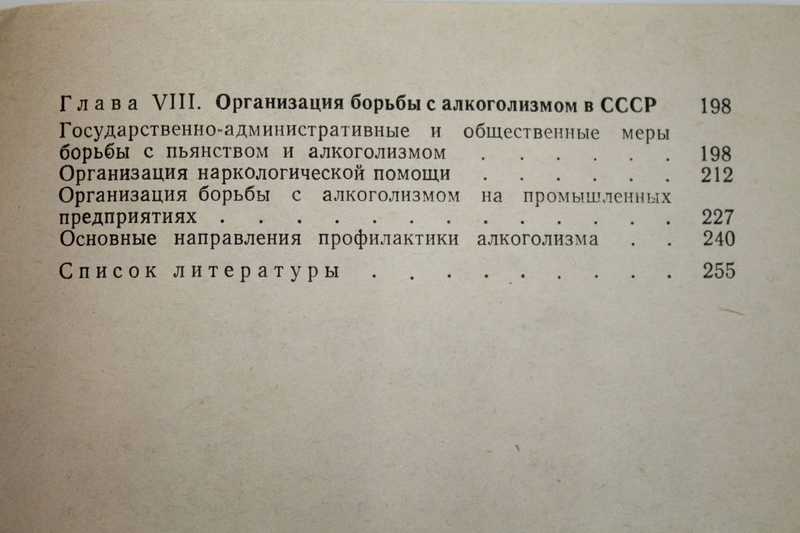 Глава VIII. Организация борьбы с алкоголизмом в СССР 198
Государственно-административные и общественные меры
борьбы с пьянством и алкоголизмом . . . . . . 198
Организация наркологической помощи . . . . . . 212
Организация борьбы с алкоголизмом на промышленных
предприятиях . . . . . . . . . . . . . 227
Основные направления профилактики алкоголизма . . 240
Список литературы . . . . . . . . . 255